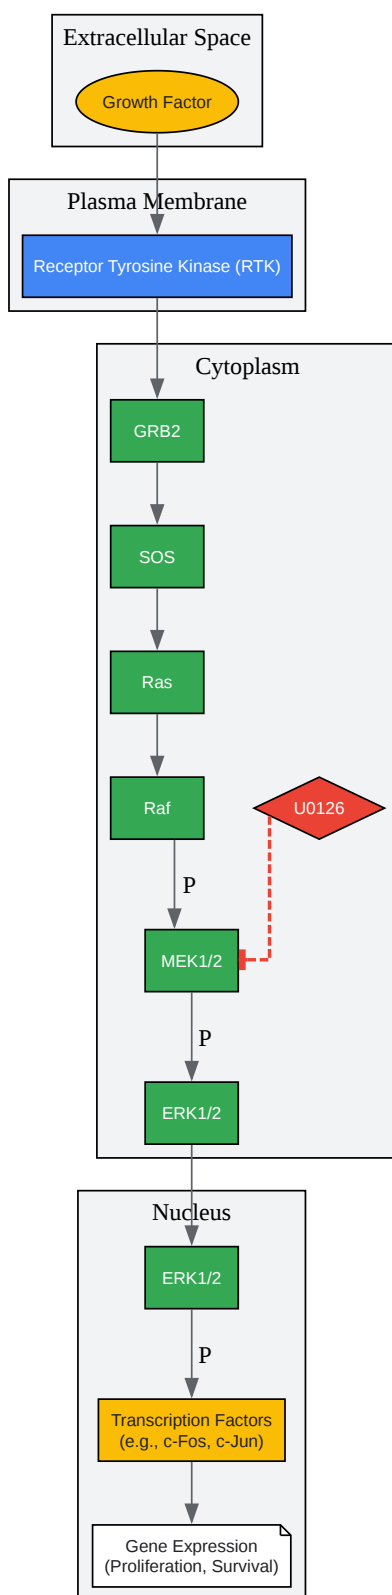 Extracellular Space
Growth Factor
Plasma Membrane
Receptor Tyrosine Kinase (RTK)
Cytoplasm
GRB2
SOS
Ras
Raf
U0126
P
MEK1/2
P
ERK1/2
Nucleus
ERK1/2
P
Transcription Factors
(e.g., c-Fos, c-Jun)
Gene Expression
(Proliferation, Survival)